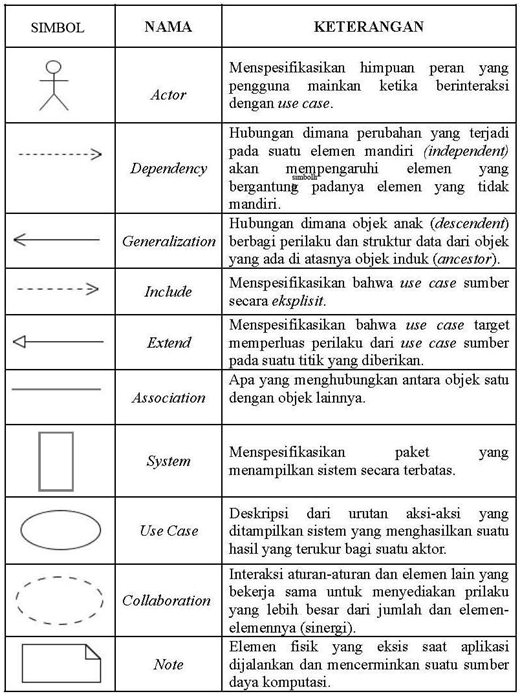 SIMBOL NAMA KETERANGAN
Actor
Menspesifikasikan himpuan peran yang
pengguna mainkan ketika berinteraksi
dengan use case.
Dependency
Hubungan dimana perubahan yang terjadi
pada suatu elemen mandiri (independent)
akan mempengaruhi elemen yang
bergantung padanya elemen yang tidak
mandiri.
Generalization
Hubungan dimana objek anak (descendent)
berbagi perilaku dan struktur data dari objek
yang ada di atasnya objek induk (ancestor).
Include
Menspesifikasikan bahwa use case sumber
secara eksplisit.
Extend
Menspesifikasikan bahwa use case target
memperluas perilaku dari use case sumber
pada suatu titik yang diberikan.
Association
Apa yang menghubungkan antara objek satu
dengan objek lainnya.
System
Menspesifikasikan paket yang
menampilkan sistem secara terbatas.
Use Case
Deskripsi dari urutan aksi-aksi yang
ditampilkan sistem yang menghasilkan suatu
hasil yang terukur bagi suatu aktor.
Collaboration
Interaksi aturan-aturan dan elemen lain yang
bekerja sama untuk menyediakan prilaku
yang lebih besar dari jumlah dan elemen-
elemennya (sinergi).
Note
Elemen fisik yang eksis saat aplikasi
dijalankan dan mencerminkan suatu sumber
daya komputasi.